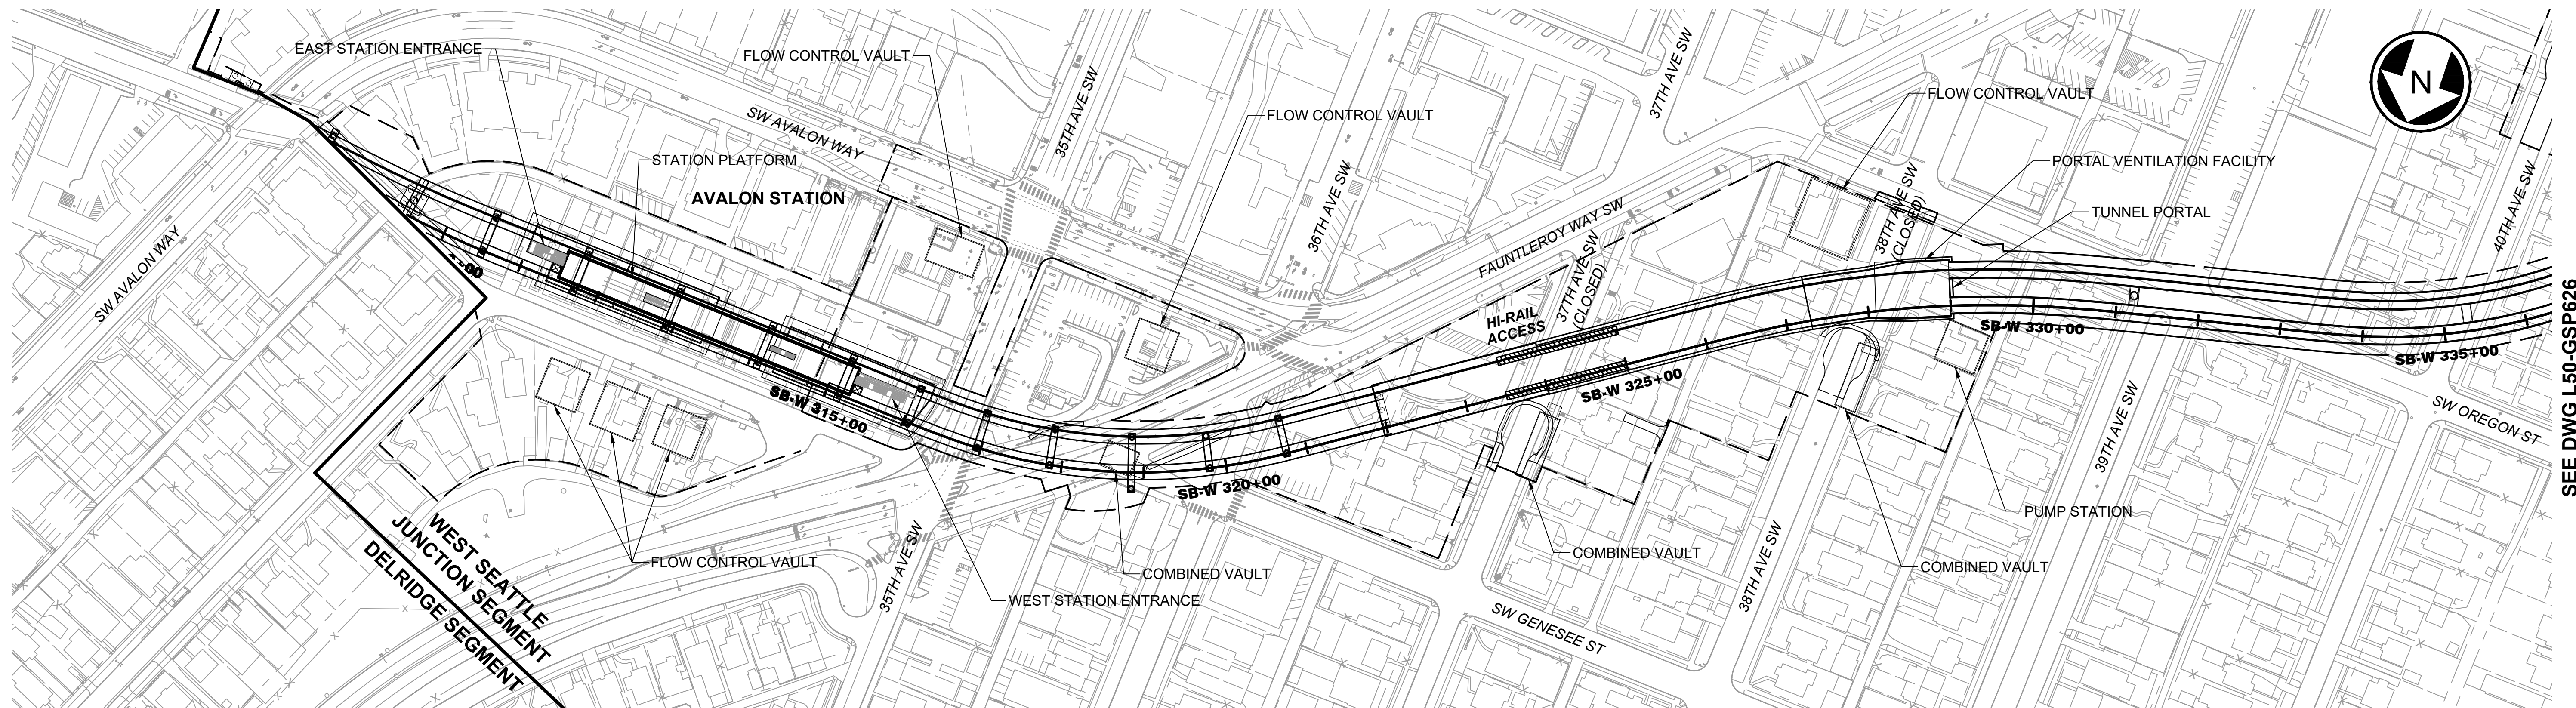 EAST STATION ENTRANCE
FLOW CONTROL VAULT
SW AVALON WAY
STATION PLATFORM
AVALON STATION
35TH AVE SW
FLOW CONTROL VAULT
36TH AVE SW
37TH AVE SW
FLOW CONTROL VAULT
N
PORTAL VENTILATION FACILITY
TUNNEL PORTAL
38TH AVE SW
(CLOSED)
40TH AVE SW
FAUNTLEROY WAY SW
37TH AVE SW
(CLOSED)
HI-RAIL
ACCESS
SW AVALON WAY
+00
SB-W 315+00
SB-W 320+00
SB-W 325+00
SB-W 330+00
SB-W 335+00
SEE DWG L50-GSP626
SW OREGON ST
39TH AVE SW
PUMP STATION
COMBINED VAULT
38TH AVE SW
COMBINED VAULT
SW GENESEE ST
COMBINED VAULT
WEST STATION ENTRANCE
35TH AVE SW
FLOW CONTROL VAULT
WEST SEATTLE
JUNCTION SEGMENT
DELRIDGE SEGMENT